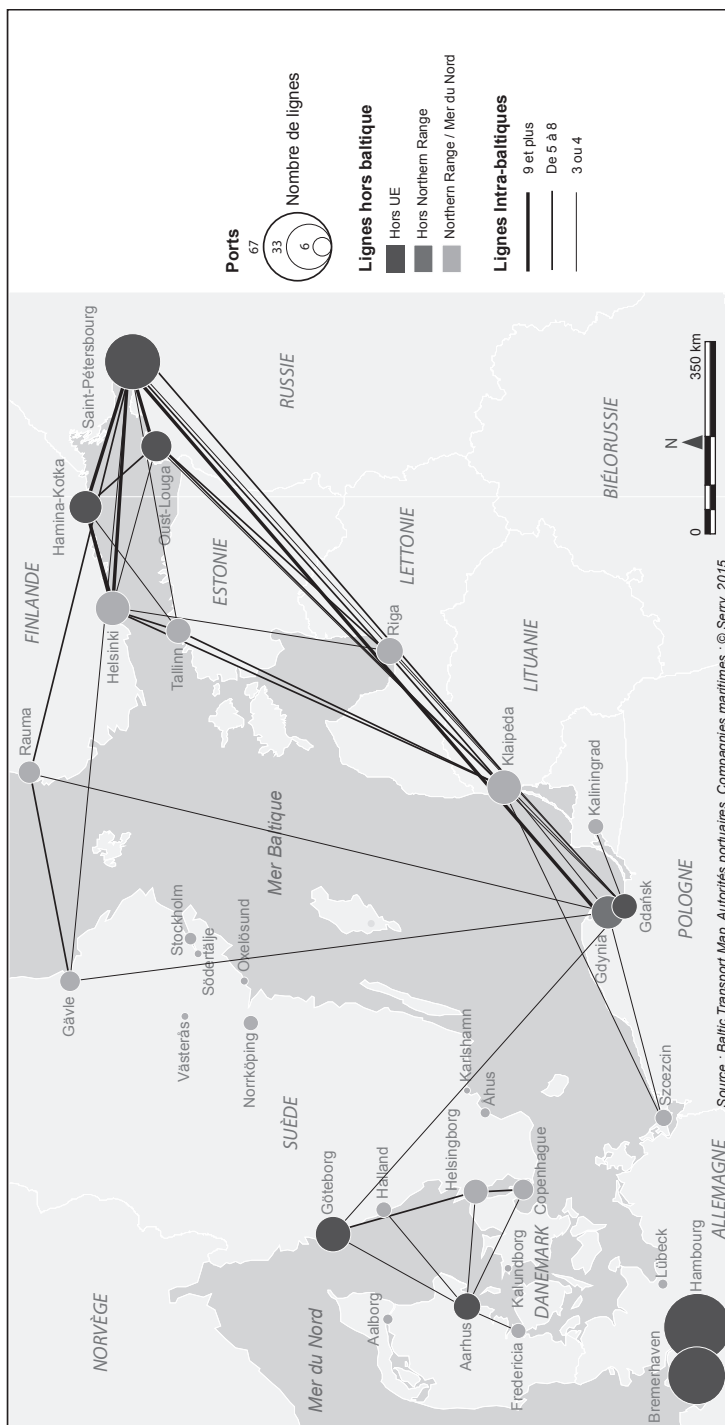 NORVÈGE
SUÈDE
FINLANDE
RUSSIE
ESTONIE
LETTONIE
LITUANIE
BIÉLORUSSIE
POLOGNE
ALLEMAGNE
DANEMARK
Mer du Nord
Mer Baltique
Rauma
Gävle
Hamina-Kotka
Saint-Pétersbourg
Helsinki
Oust-Louga
Tallinn
Stockholm
Södertälje
Västerås
Oxelösund
Norrköping
Göteborg
Halland
Aalborg
Riga
Helsingborg
Karlshamn
Åhus
Aarhus
Copenhague
Kalundborg
Fredericia
Klaipėda
Kaliningrad
Gdynia
Gdańsk
Szcezcin
Lübeck
Hambourg
Bremerhaven
Ports
67
33
6
Nombre de lignes
Lignes hors baltique
Hors UE
Hors Northern Range
Northern Range / Mer du Nord
Lignes Intra-baltiques
9 et plus
De 5 à 8
3 ou 4
N
0
350 km
Source : Baltic Transport Map, Autorités portuaires, Compagnies maritimes ; © Serry, 2015